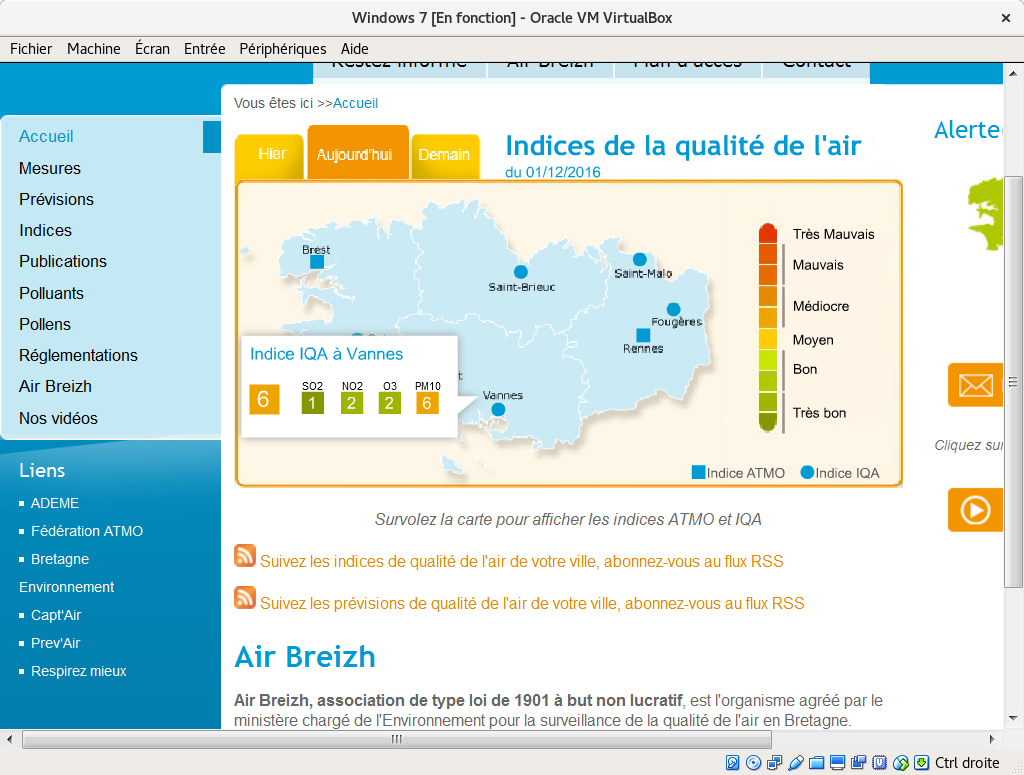 Windows 7 [En fonction] - Oracle VM VirtualBox
Fichier Machine Écran Entrée Périphériques Aide
Restez informé Air Breizh Plan d'accès Contact
Vous êtes ici >>Accueil
Accueil
Mesures
Prévisions
Indices
Publications
Polluants
Pollens
Réglementations
Air Breizh
Nos vidéos
Liens
ADEME
Fédération ATMO
Bretagne
Environnement
Capt'Air
Prev'Air
Respirez mieux
Hier
Aujourd'hui
Demain
Indices de la qualité de l'air
du 01/12/2016
Brest
Saint-Brieuc
Saint-Malo
Fougères
Rennes
Vannes
Indice IQA à Vannes
SO2 NO2 O3 PM10
6 1 2 2 6
Très Mauvais
Mauvais
Médiocre
Moyen
Bon
Très bon
Indice ATMO Indice IQA
Survolez la carte pour afficher les indices ATMO et IQA
Suivez les indices de qualité de l'air de votre ville, abonnez-vous au flux RSS
Suivez les prévisions de qualité de l'air de votre ville, abonnez-vous au flux RSS
Air Breizh
Air Breizh, association de type loi de 1901 à but non lucratif, est l'organisme agréé par le
ministère chargé de l'Environnement pour la surveillance de la qualité de l'air en Bretagne.
Alerte
Cliquez sur
Ctrl droite